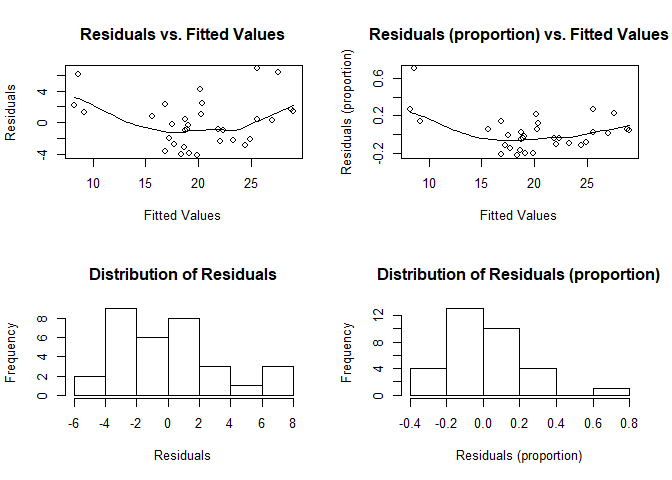 Residuals vs. Fitted Values
Residuals
4
0
-4
10 15 20 25
Fitted Values
Residuals (proportion) vs. Fitted Values
Residuals (proportion)
0.6
0.2
-0.2
10 15 20 25
Fitted Values
Distribution of Residuals
Frequency
8
6
4
2
0
-6 -4 -2 0 2 4 6 8
Residuals
Distribution of Residuals (proportion)
Frequency
12
8
4
0
-0.4 -0.2 0.0 0.2 0.4 0.6 0.8
Residuals (proportion)